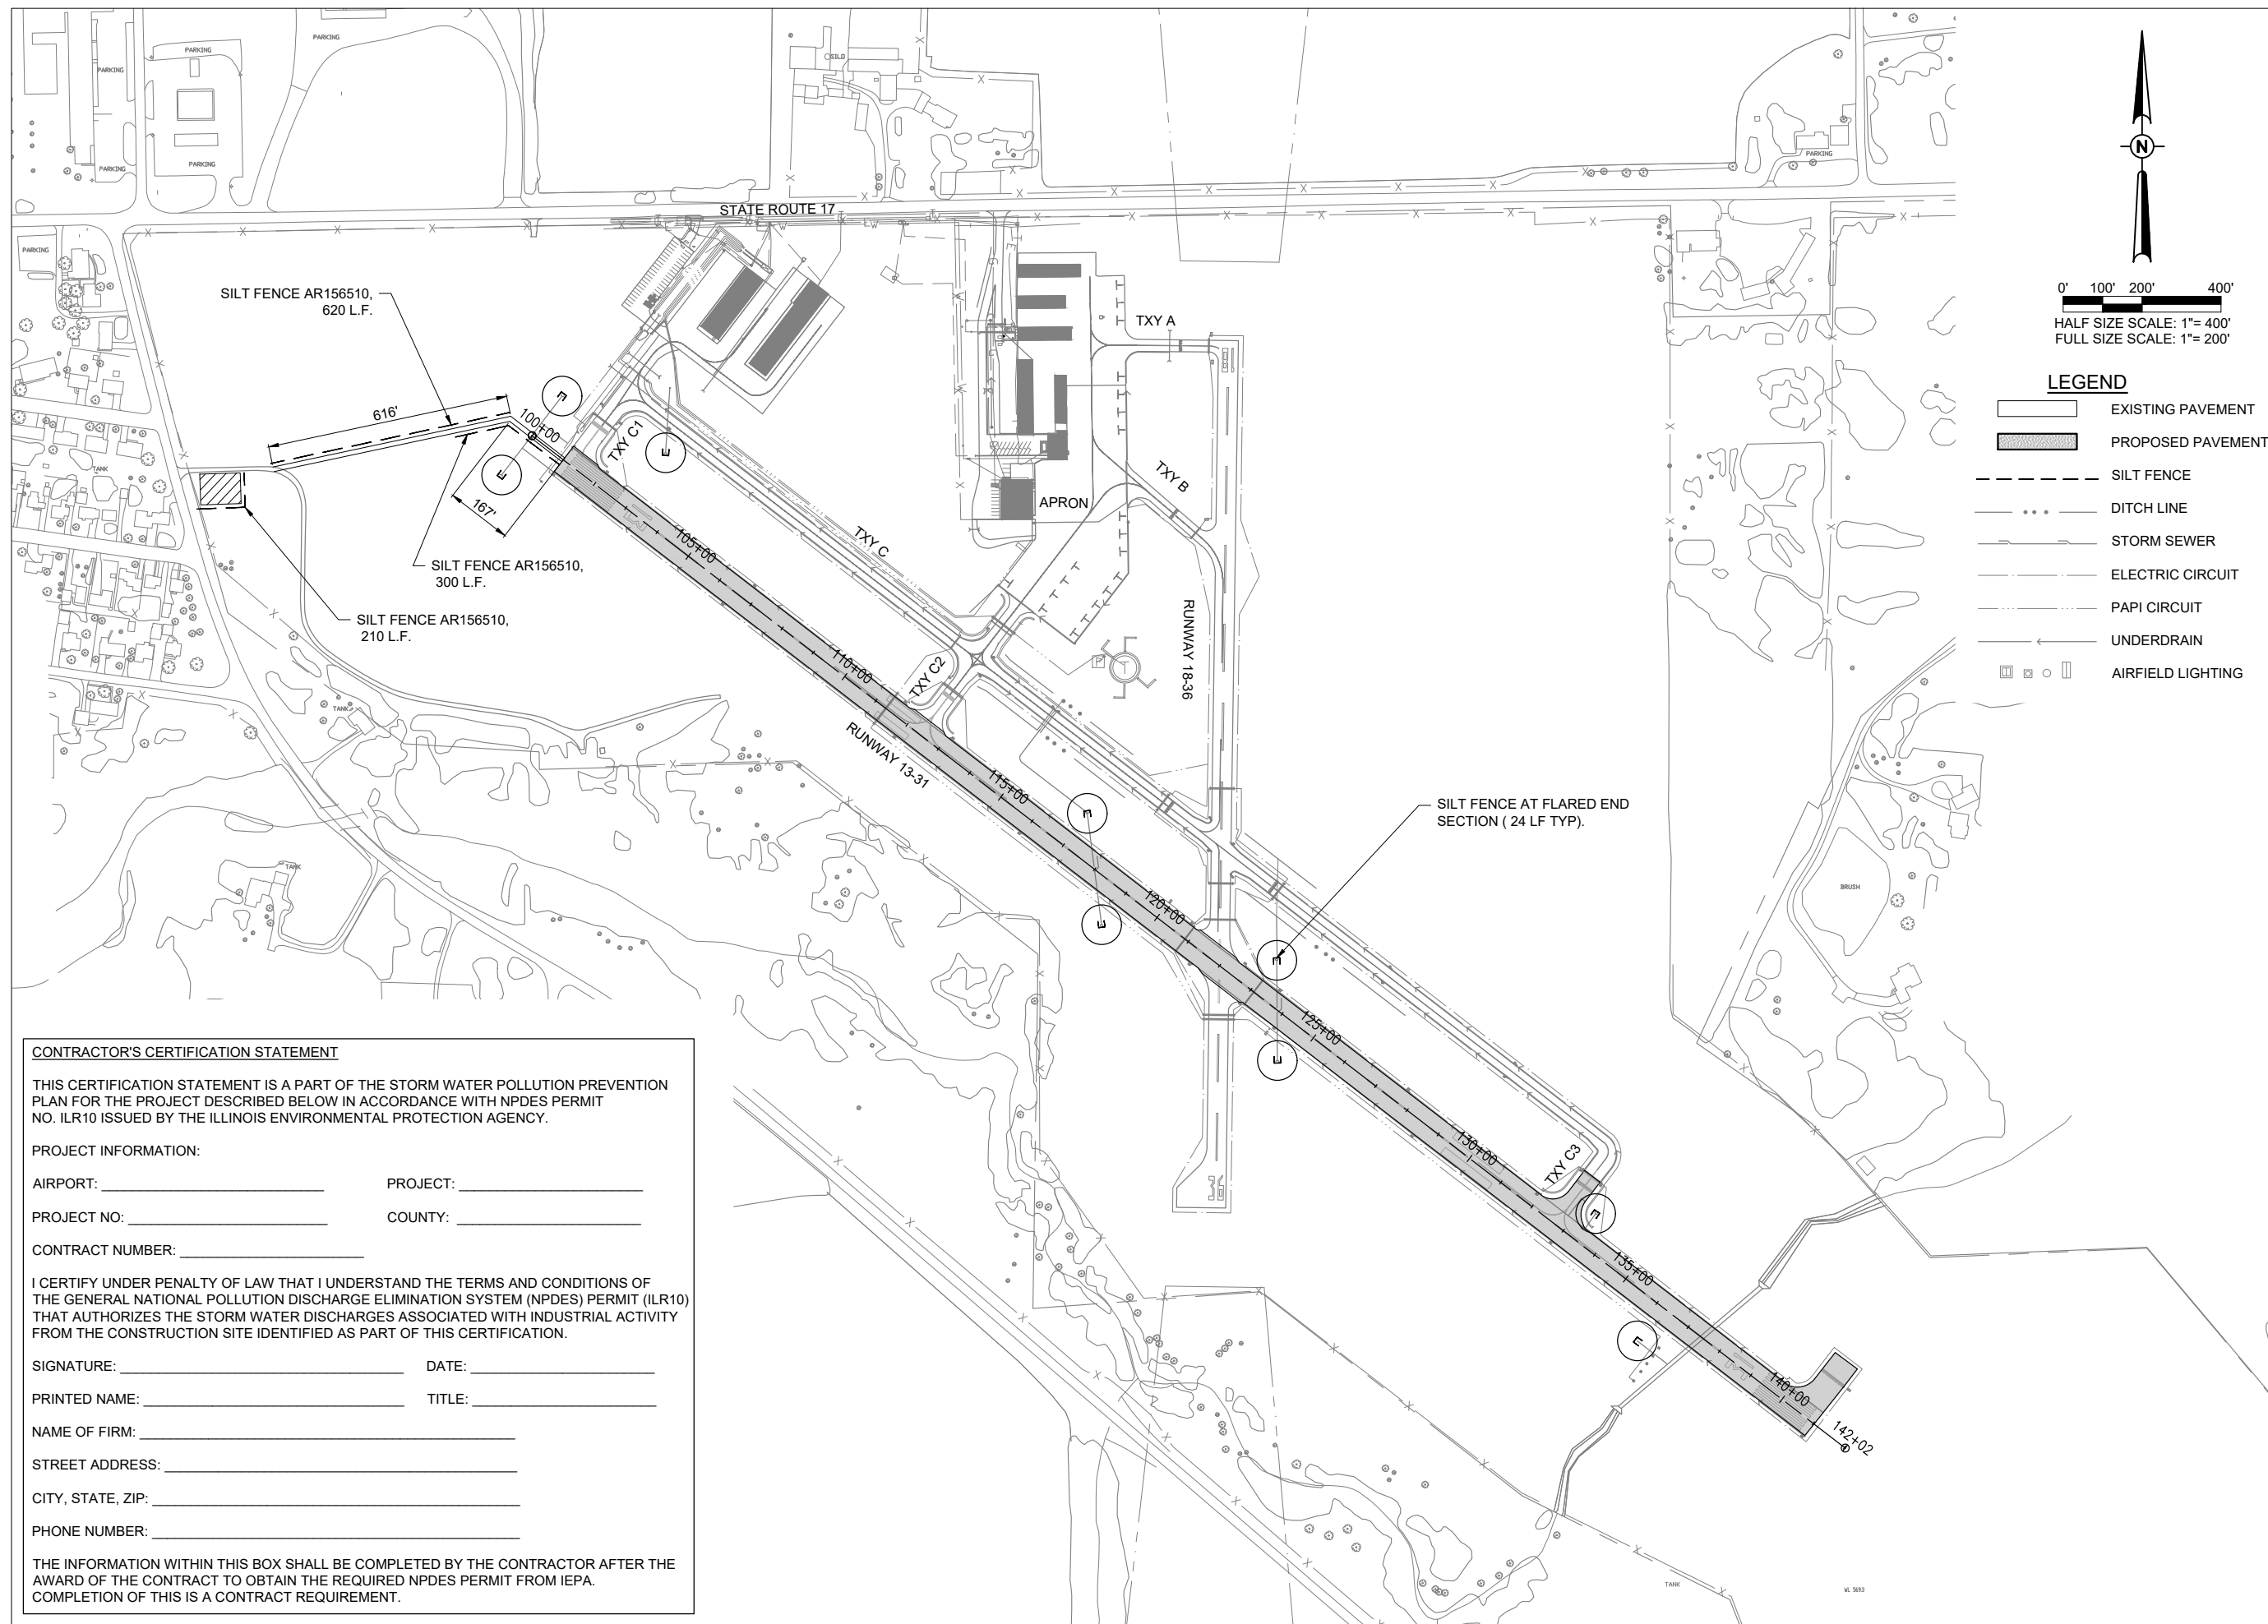 PARKING
PARKING
PARKING
PARKING
PARKING
SILO
PARKING
PARKING
STATE ROUTE 17
0' 100' 200' 400'
HALF SIZE SCALE: 1"= 400'
FULL SIZE SCALE: 1"= 200'
LEGEND
EXISTING PAVEMENT
PROPOSED PAVEMENT
SILT FENCE
DITCH LINE
STORM SEWER
ELECTRIC CIRCUIT
PAPI CIRCUIT
UNDERDRAIN
AIRFIELD LIGHTING
N
SILT FENCE AR156510,
620 L.F.
616'
100+00
TXY C1
TXY A
TXY B
APRON
TANK
167'
SILT FENCE AR156510,
300 L.F.
SILT FENCE AR156510,
210 L.F.
105+00
TXY C
RUNWAY 18-36
110+00
TXY C2
TANK
RUNWAY 13-31
115+00
SILT FENCE AT FLARED END
SECTION ( 24 LF TYP).
TANK
BRUSH
120+00
125+00
130+00
TXY C3
135+00
140+00
142+02
TANK
WL 569.3
CONTRACTOR'S CERTIFICATION STATEMENT
THIS CERTIFICATION STATEMENT IS A PART OF THE STORM WATER POLLUTION PREVENTION
PLAN FOR THE PROJECT DESCRIBED BELOW IN ACCORDANCE WITH NPDES PERMIT
NO. ILR10 ISSUED BY THE ILLINOIS ENVIRONMENTAL PROTECTION AGENCY.
PROJECT INFORMATION:
AIRPORT: PROJECT:
PROJECT NO: COUNTY:
CONTRACT NUMBER:
I CERTIFY UNDER PENALTY OF LAW THAT I UNDERSTAND THE TERMS AND CONDITIONS OF
THE GENERAL NATIONAL POLLUTION DISCHARGE ELIMINATION SYSTEM (NPDES) PERMIT (ILR10)
THAT AUTHORIZES THE STORM WATER DISCHARGES ASSOCIATED WITH INDUSTRIAL ACTIVITY
FROM THE CONSTRUCTION SITE IDENTIFIED AS PART OF THIS CERTIFICATION.
SIGNATURE: DATE:
PRINTED NAME: TITLE:
NAME OF FIRM:
STREET ADDRESS:
CITY, STATE, ZIP:
PHONE NUMBER:
THE INFORMATION WITHIN THIS BOX SHALL BE COMPLETED BY THE CONTRACTOR AFTER THE
AWARD OF THE CONTRACT TO OBTAIN THE REQUIRED NPDES PERMIT FROM IEPA.
COMPLETION OF THIS IS A CONTRACT REQUIREMENT.